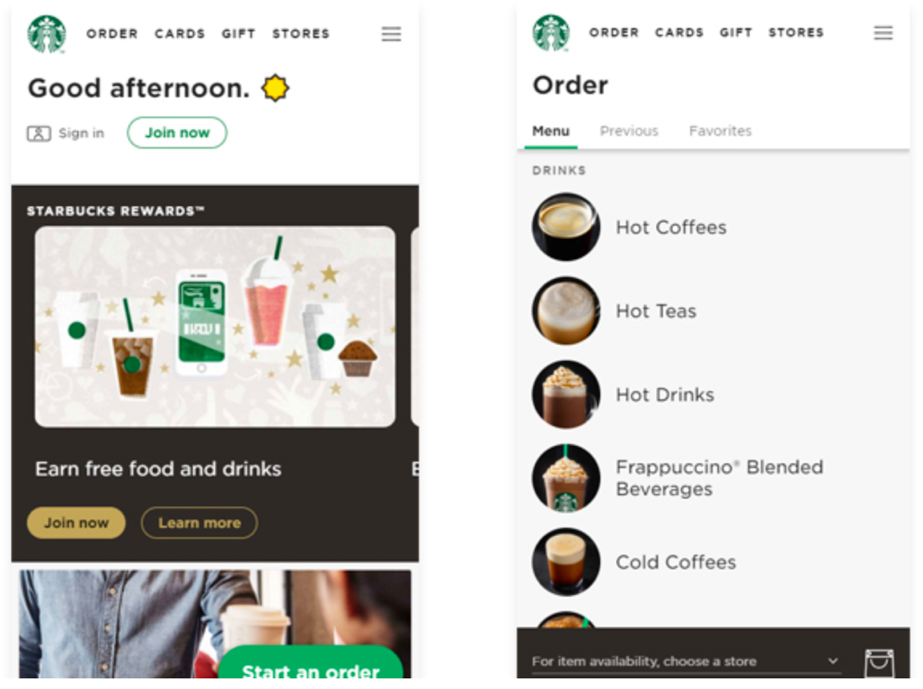 ORDER CARDS GIFT STORES
Good afternoon.
Sign in Join now
STARBUCKS REWARDS™
Earn free food and drinks
E
Join now Learn more
Start an order
ORDER CARDS GIFT STORES
Order
Menu Previous Favorites
DRINKS
Hot Coffees
Hot Teas
Hot Drinks
Frappuccino® Blended
Beverages
Cold Coffees
For item availability, choose a store